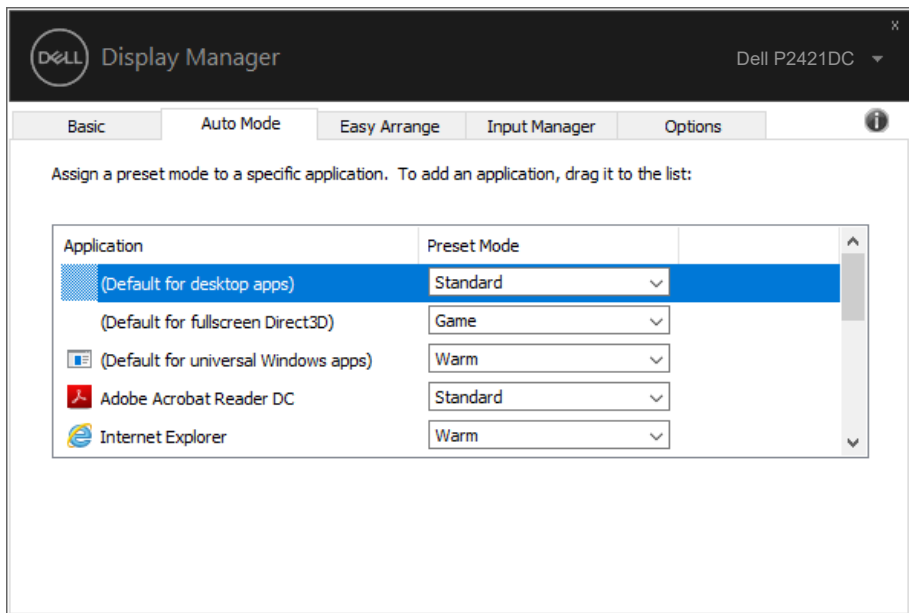 x
DELL Display Manager
Dell P2421DC
Basic Auto Mode Easy Arrange Input Manager Options
Assign a preset mode to a specific application. To add an application, drag it to the list:
Application Preset Mode
(Default for desktop apps) Standard
(Default for fullscreen Direct3D) Game
(Default for universal Windows apps) Warm
Adobe Acrobat Reader DC Standard
Internet Explorer Warm